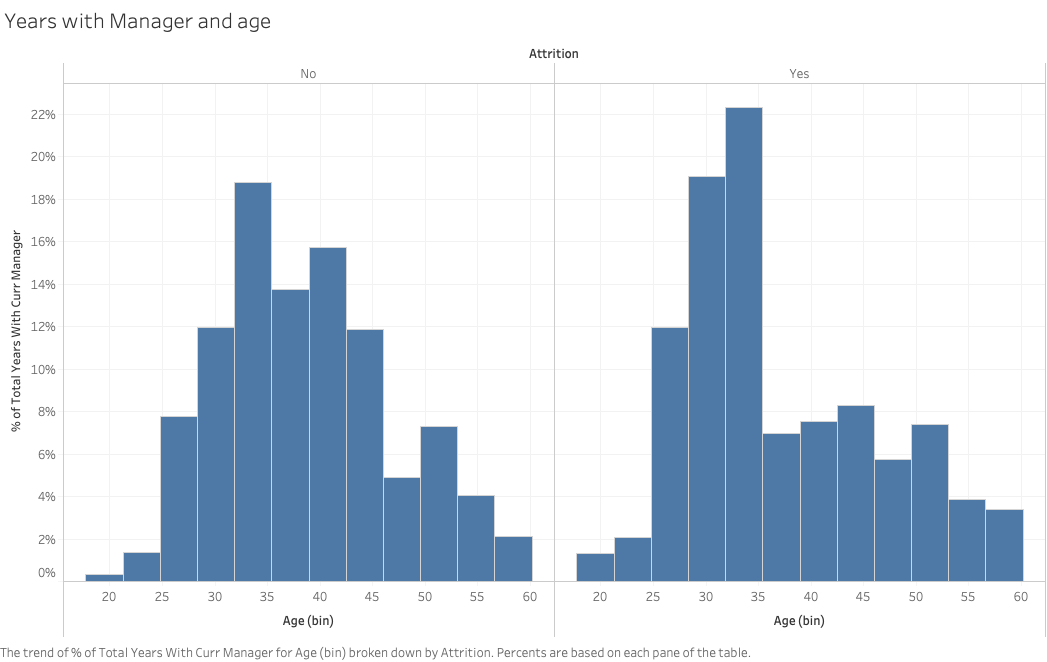 Years with Manager and age
Attrition
No Yes
% of Total Years With Curr Manager
22%
20%
18%
16%
14%
12%
10%
8%
6%
4%
2%
0%
20 25 30 35 40 45 50 55 60 20 25 30 35 40 45 50 55 60
Age (bin) Age (bin)
The trend of % of Total Years With Curr Manager for Age (bin) broken down by Attrition. Percents are based on each pane of the table.